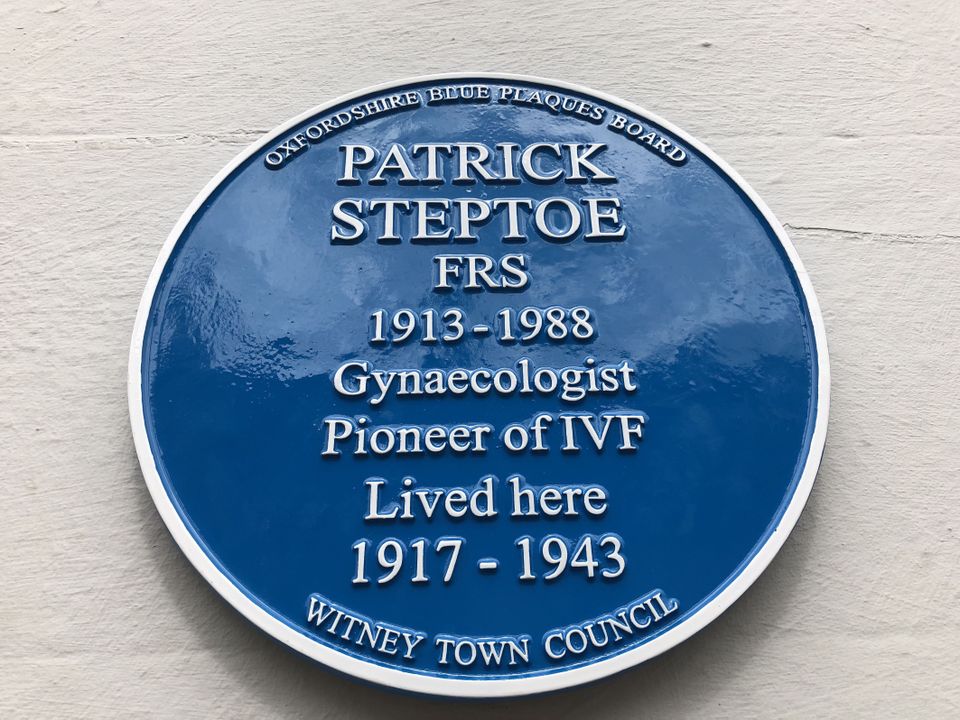 OXFORDSHIRE BLUE PLAQUES BOARD
PATRICK
STEPTOE
FRS
1913-1988
Gynaecologist
Pioneer of IVF
Lived here
1917 - 1943
WITNEY TOWN COUNCIL